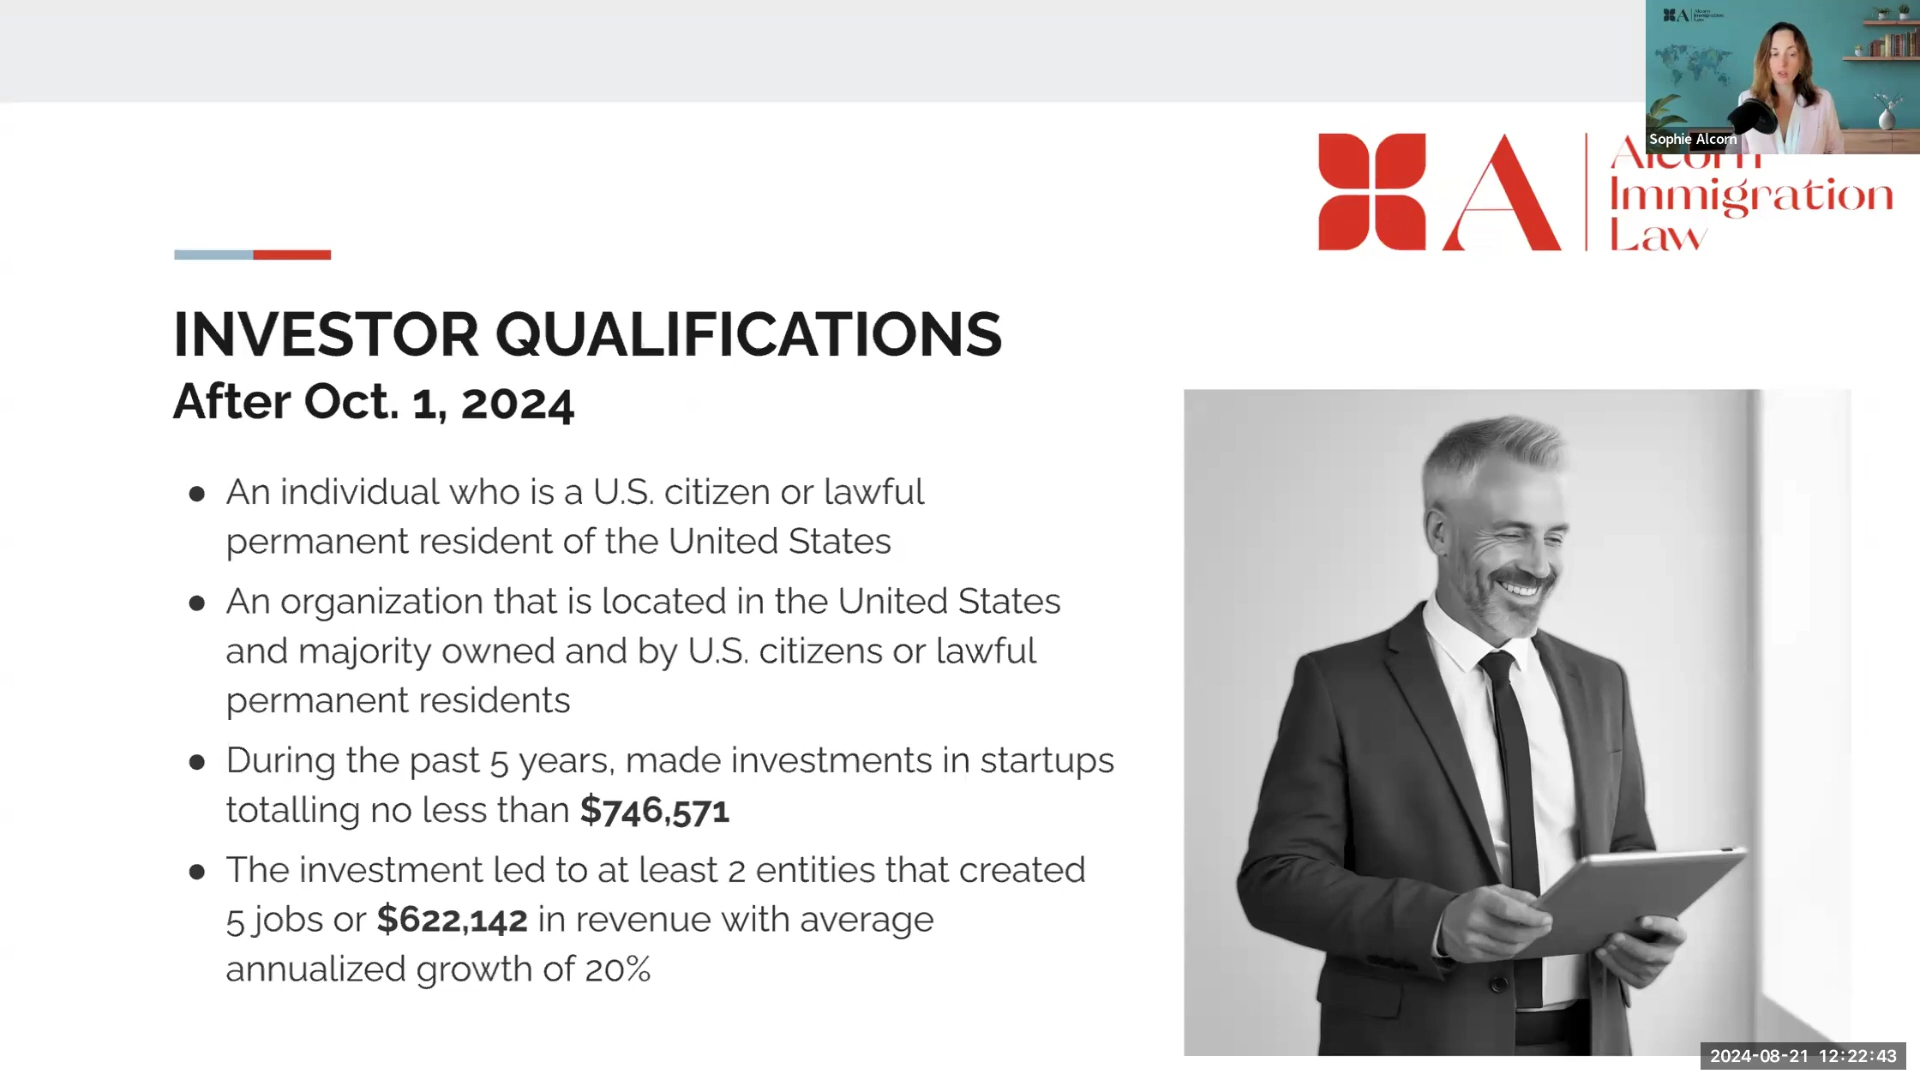 Sophie Alcorn
Alcorn
Immigration
Law
INVESTOR QUALIFICATIONS
After Oct. 1, 2024
● An individual who is a U.S. citizen or lawful
permanent resident of the United States
● An organization that is located in the United States
and majority owned and by U.S. citizens or lawful
permanent residents
● During the past 5 years, made investments in startups
totalling no less than $746,571
● The investment led to at least 2 entities that created
5 jobs or $622,142 in revenue with average
annualized growth of 20%
2024-08-21 12:22:43